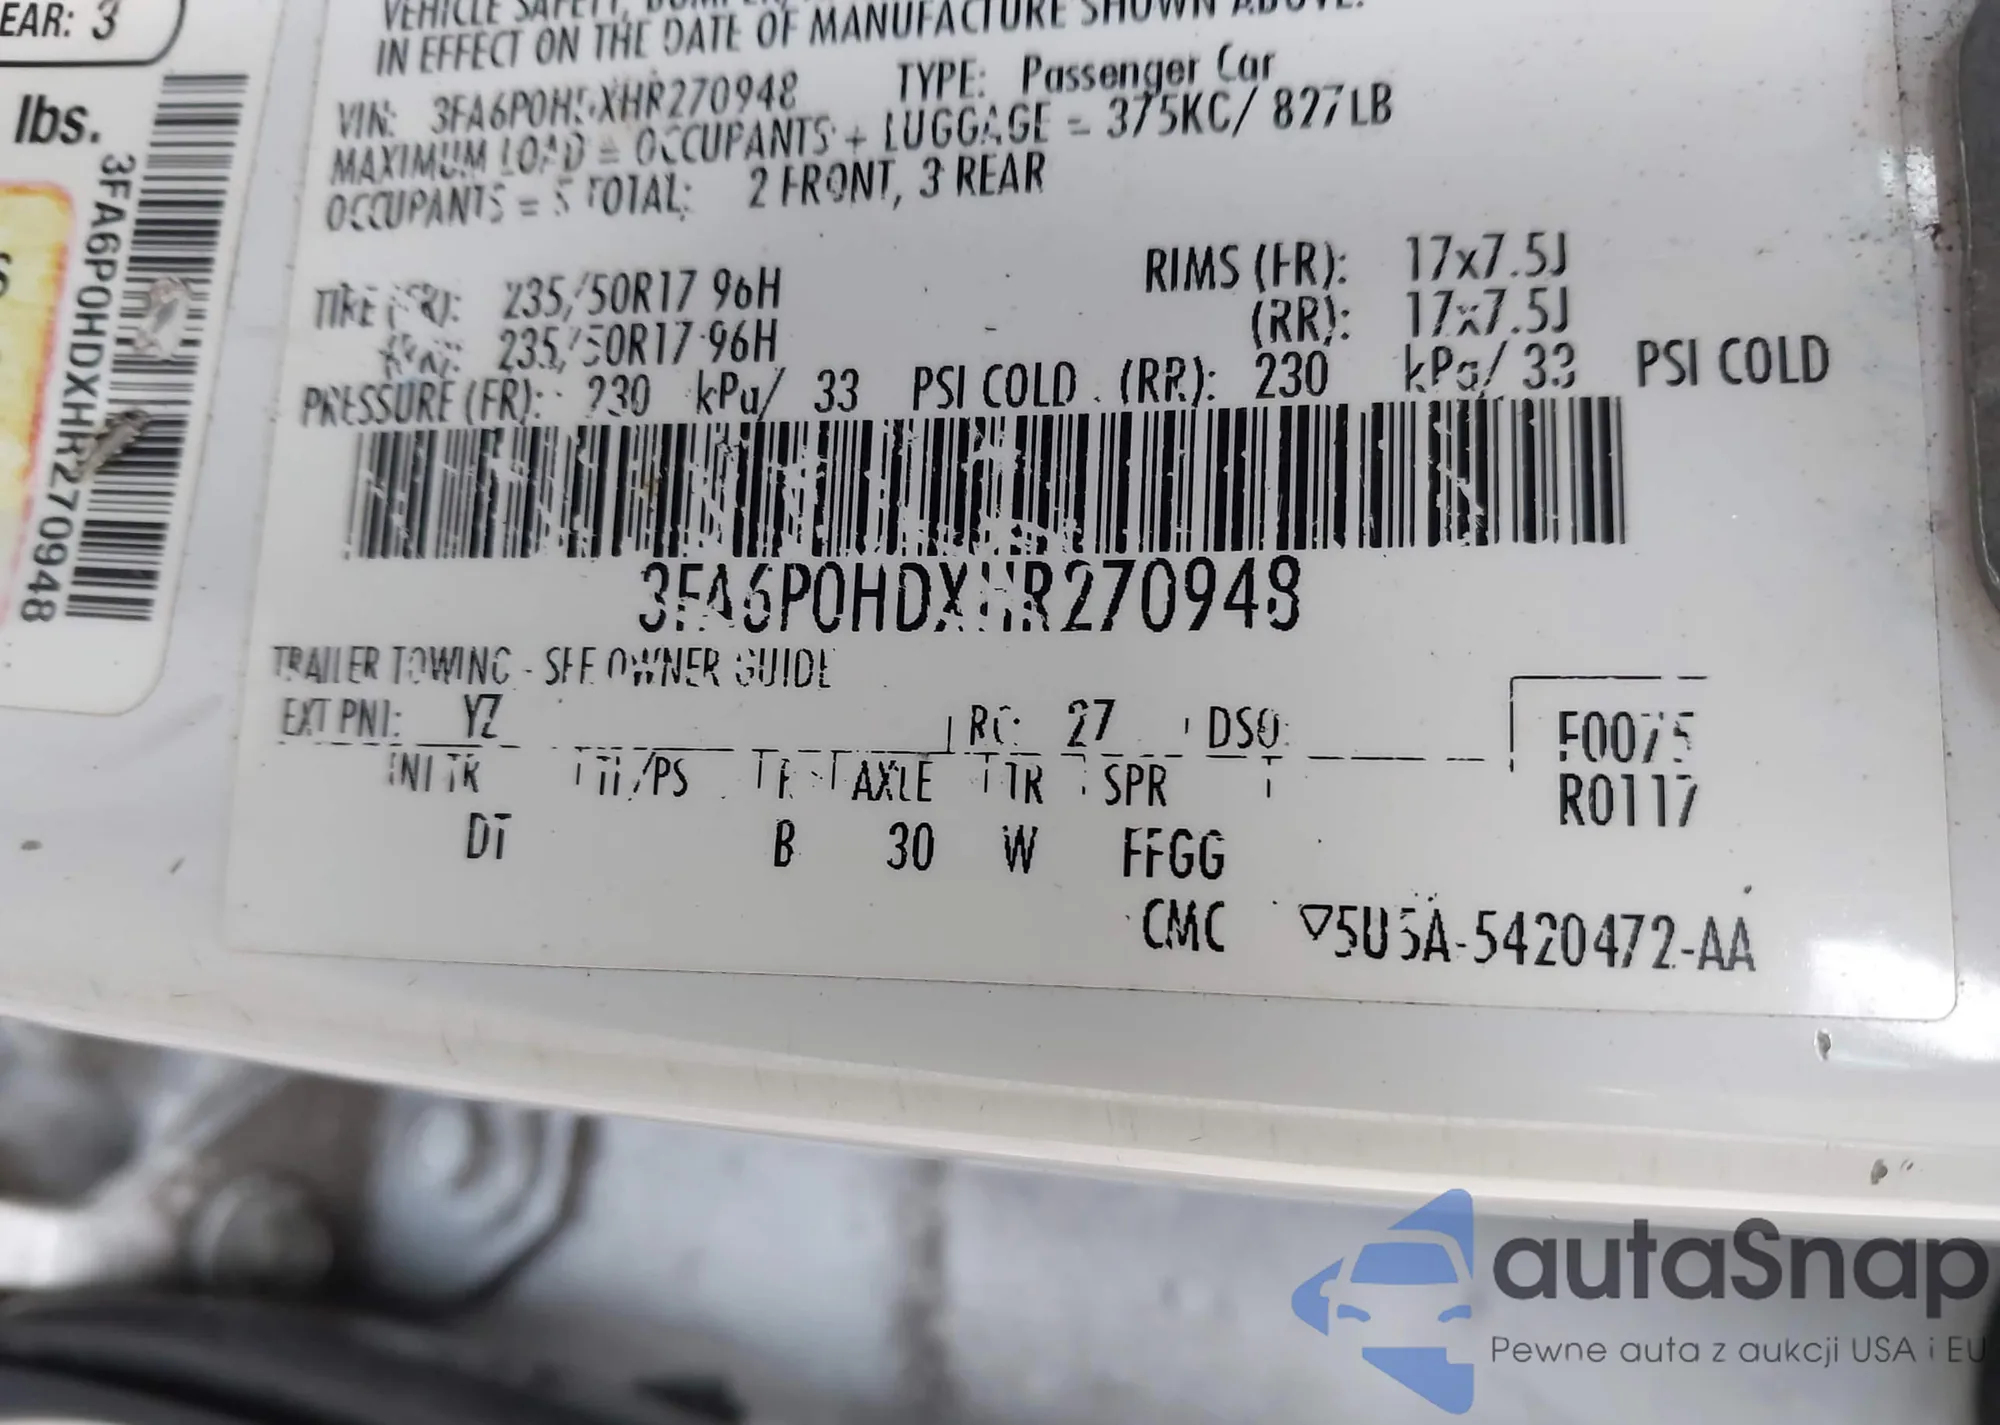 EAR: 3
lbs.
3FA6P0HDXHR270948
VEHICLE SAFETY,
IN EFFECT ON THE DATE OF MANUFACTURE SHOWN ABOVE.
VIN: 3FA6P0HDXHR270948 TYPE: Passenger Car
MAXIMUM LOAD = OCCUPANTS + LUGGAGE = 375KG/ 827LB
OCCUPANTS = 5 TOTAL: 2 FRONT, 3 REAR
TIRE (FR): 235/50R17 96H RIMS (FR): 17x7.5J
235/50R17 96H (RR): 17x7.5J
PRESSURE (FR): 230 kPa/ 33 PSI COLD (RR): 230 kPa/ 33 PSI COLD
3FA6P0HDXHR270948
TRAILER TOWING - SEE OWNER GUIDE
EXT PNT: YZ RC: 27 DSO:
INT TR TP/PS R AXLE TR SPR
DT B 30 W FFGG
F0075
R0117
CMC ▽5U5A-5420472-AA
autaSnap
Pewne auta z aukcji USA i EU